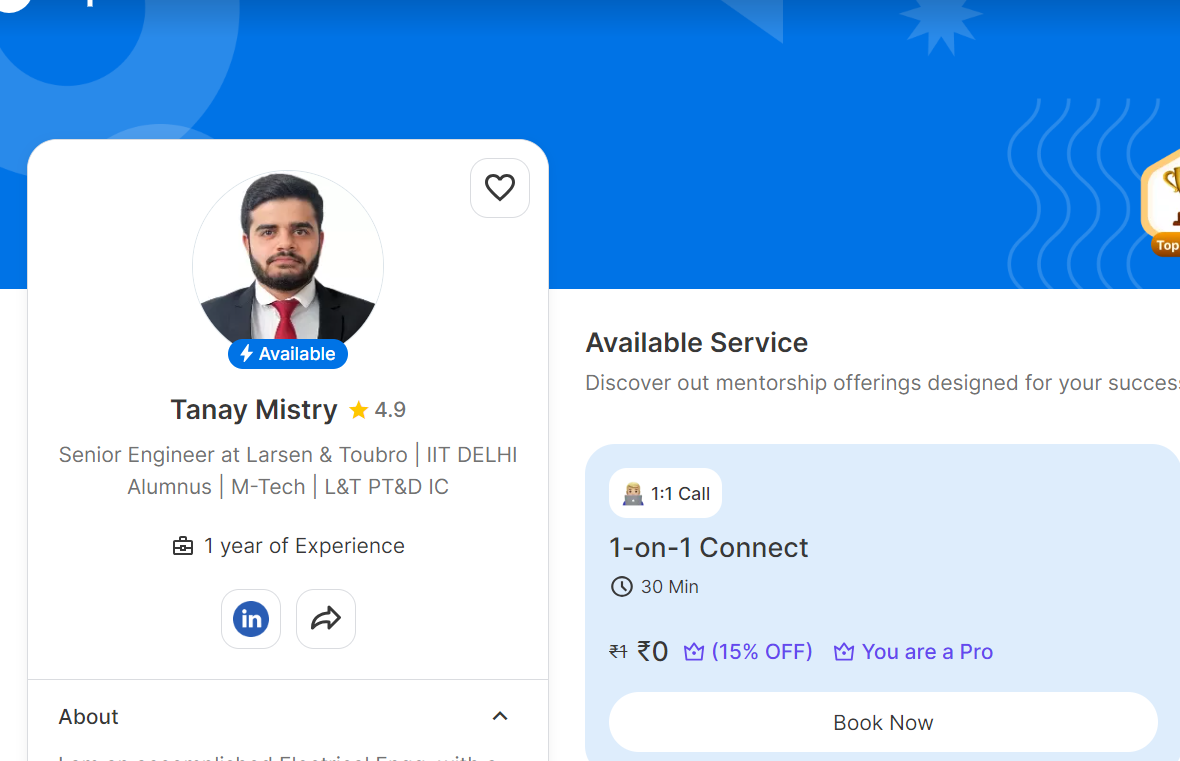 Top
Available
Tanay Mistry 4.9
Senior Engineer at Larsen & Toubro | IIT DELHI
Alumnus | M-Tech | L&T PT&D IC
1 year of Experience
in
About
Available Service
Discover out mentorship offerings designed for your success
1:1 Call
1-on-1 Connect
30 Min
₹1 ₹0 (15% OFF) You are a Pro
Book Now